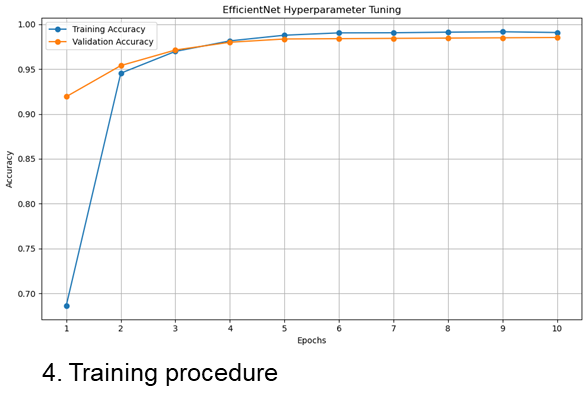 EfficientNet Hyperparameter Tuning
1.00
Training Accuracy
Validation Accuracy
0.95
0.90
0.85
0.80
0.75
0.70
Accuracy
1 2 3 4 5 6 7 8 9 10
Epochs
4. Training procedure